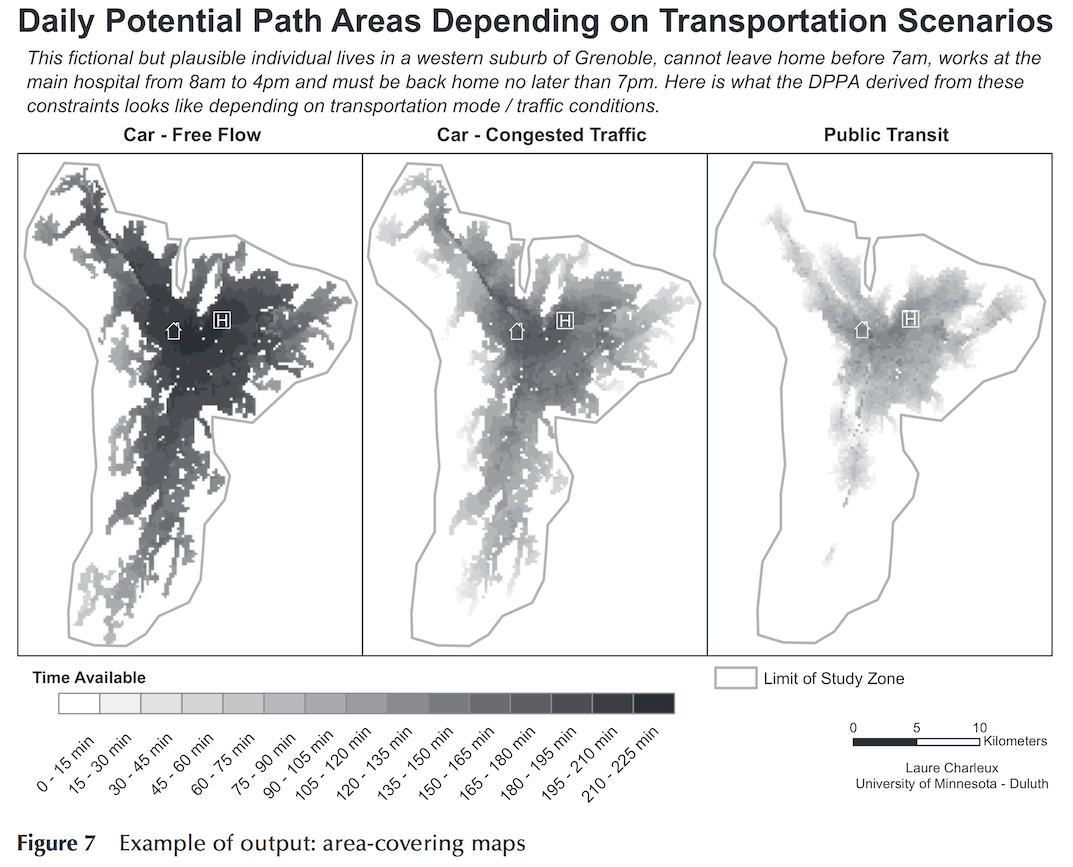 Daily Potential Path Areas Depending on Transportation Scenarios
This fictional but plausible individual lives in a western suburb of Grenoble, cannot leave home before 7am, works at the
main hospital from 8am to 4pm and must be back home no later than 7pm. Here is what the DPPA derived from these
constraints looks like depending on transportation mode / traffic conditions.
Car - Free Flow
Car - Congested Traffic
Public Transit
H
H
H
Time Available
0 - 15 min
15 - 30 min
30 - 45 min
45 - 60 min
60 - 75 min
75 - 90 min
90 - 105 min
105 - 120 min
120 - 135 min
135 - 150 min
150 - 165 min
165 - 180 min
180 - 195 min
195 - 210 min
210 - 225 min
Limit of Study Zone
0 5 10
Kilometers
Laure Charleux
University of Minnesota - Duluth
Figure 7 Example of output: area-covering maps